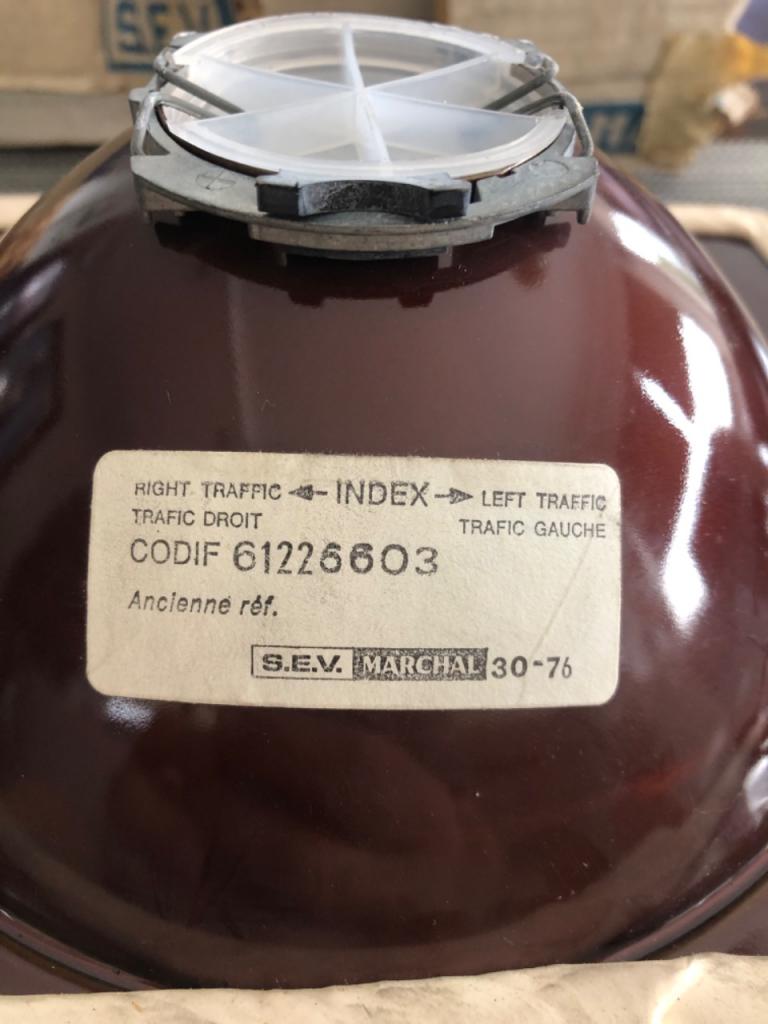 S.E.V
RIGHT TRAFFIC ◄- INDEX -► LEFT TRAFFIC
TRAFIC DROIT TRAFIC GAUCHE
CODIF 61226603
Ancienne réf.
S.E.V. MARCHAL 30-76